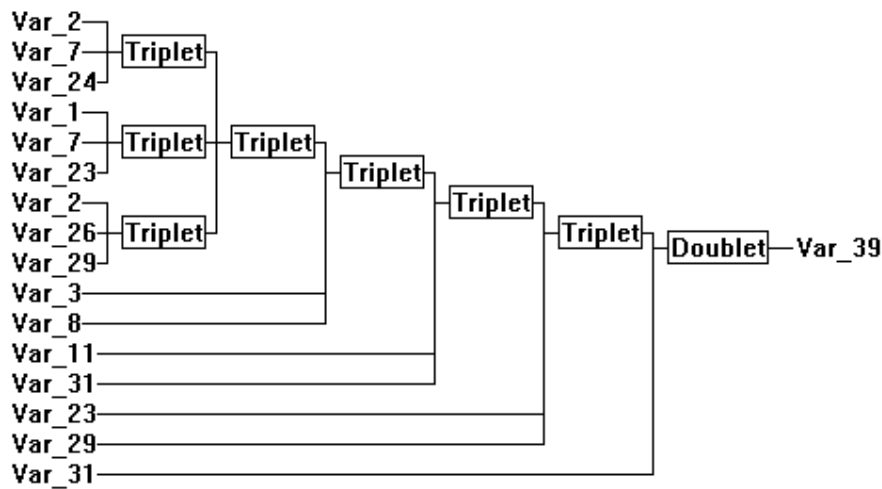 Var_2
Var_7 Triplet
Var_24
Var_1
Var_7 Triplet Triplet
Var_23 Triplet
Var_2 Triplet
Var_26 Triplet Triplet
Var_29 Doublet Var_39
Var_3
Var_8
Var_11
Var_31
Var_23
Var_29
Var_31